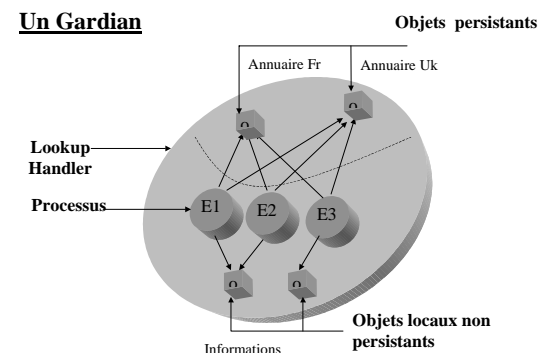 Un Gardian
Objets persistants
Annuaire Fr
Annuaire Uk
Lookup
Handler
Processus
E1
E2
E3
Objets locaux non
persistants
Informations